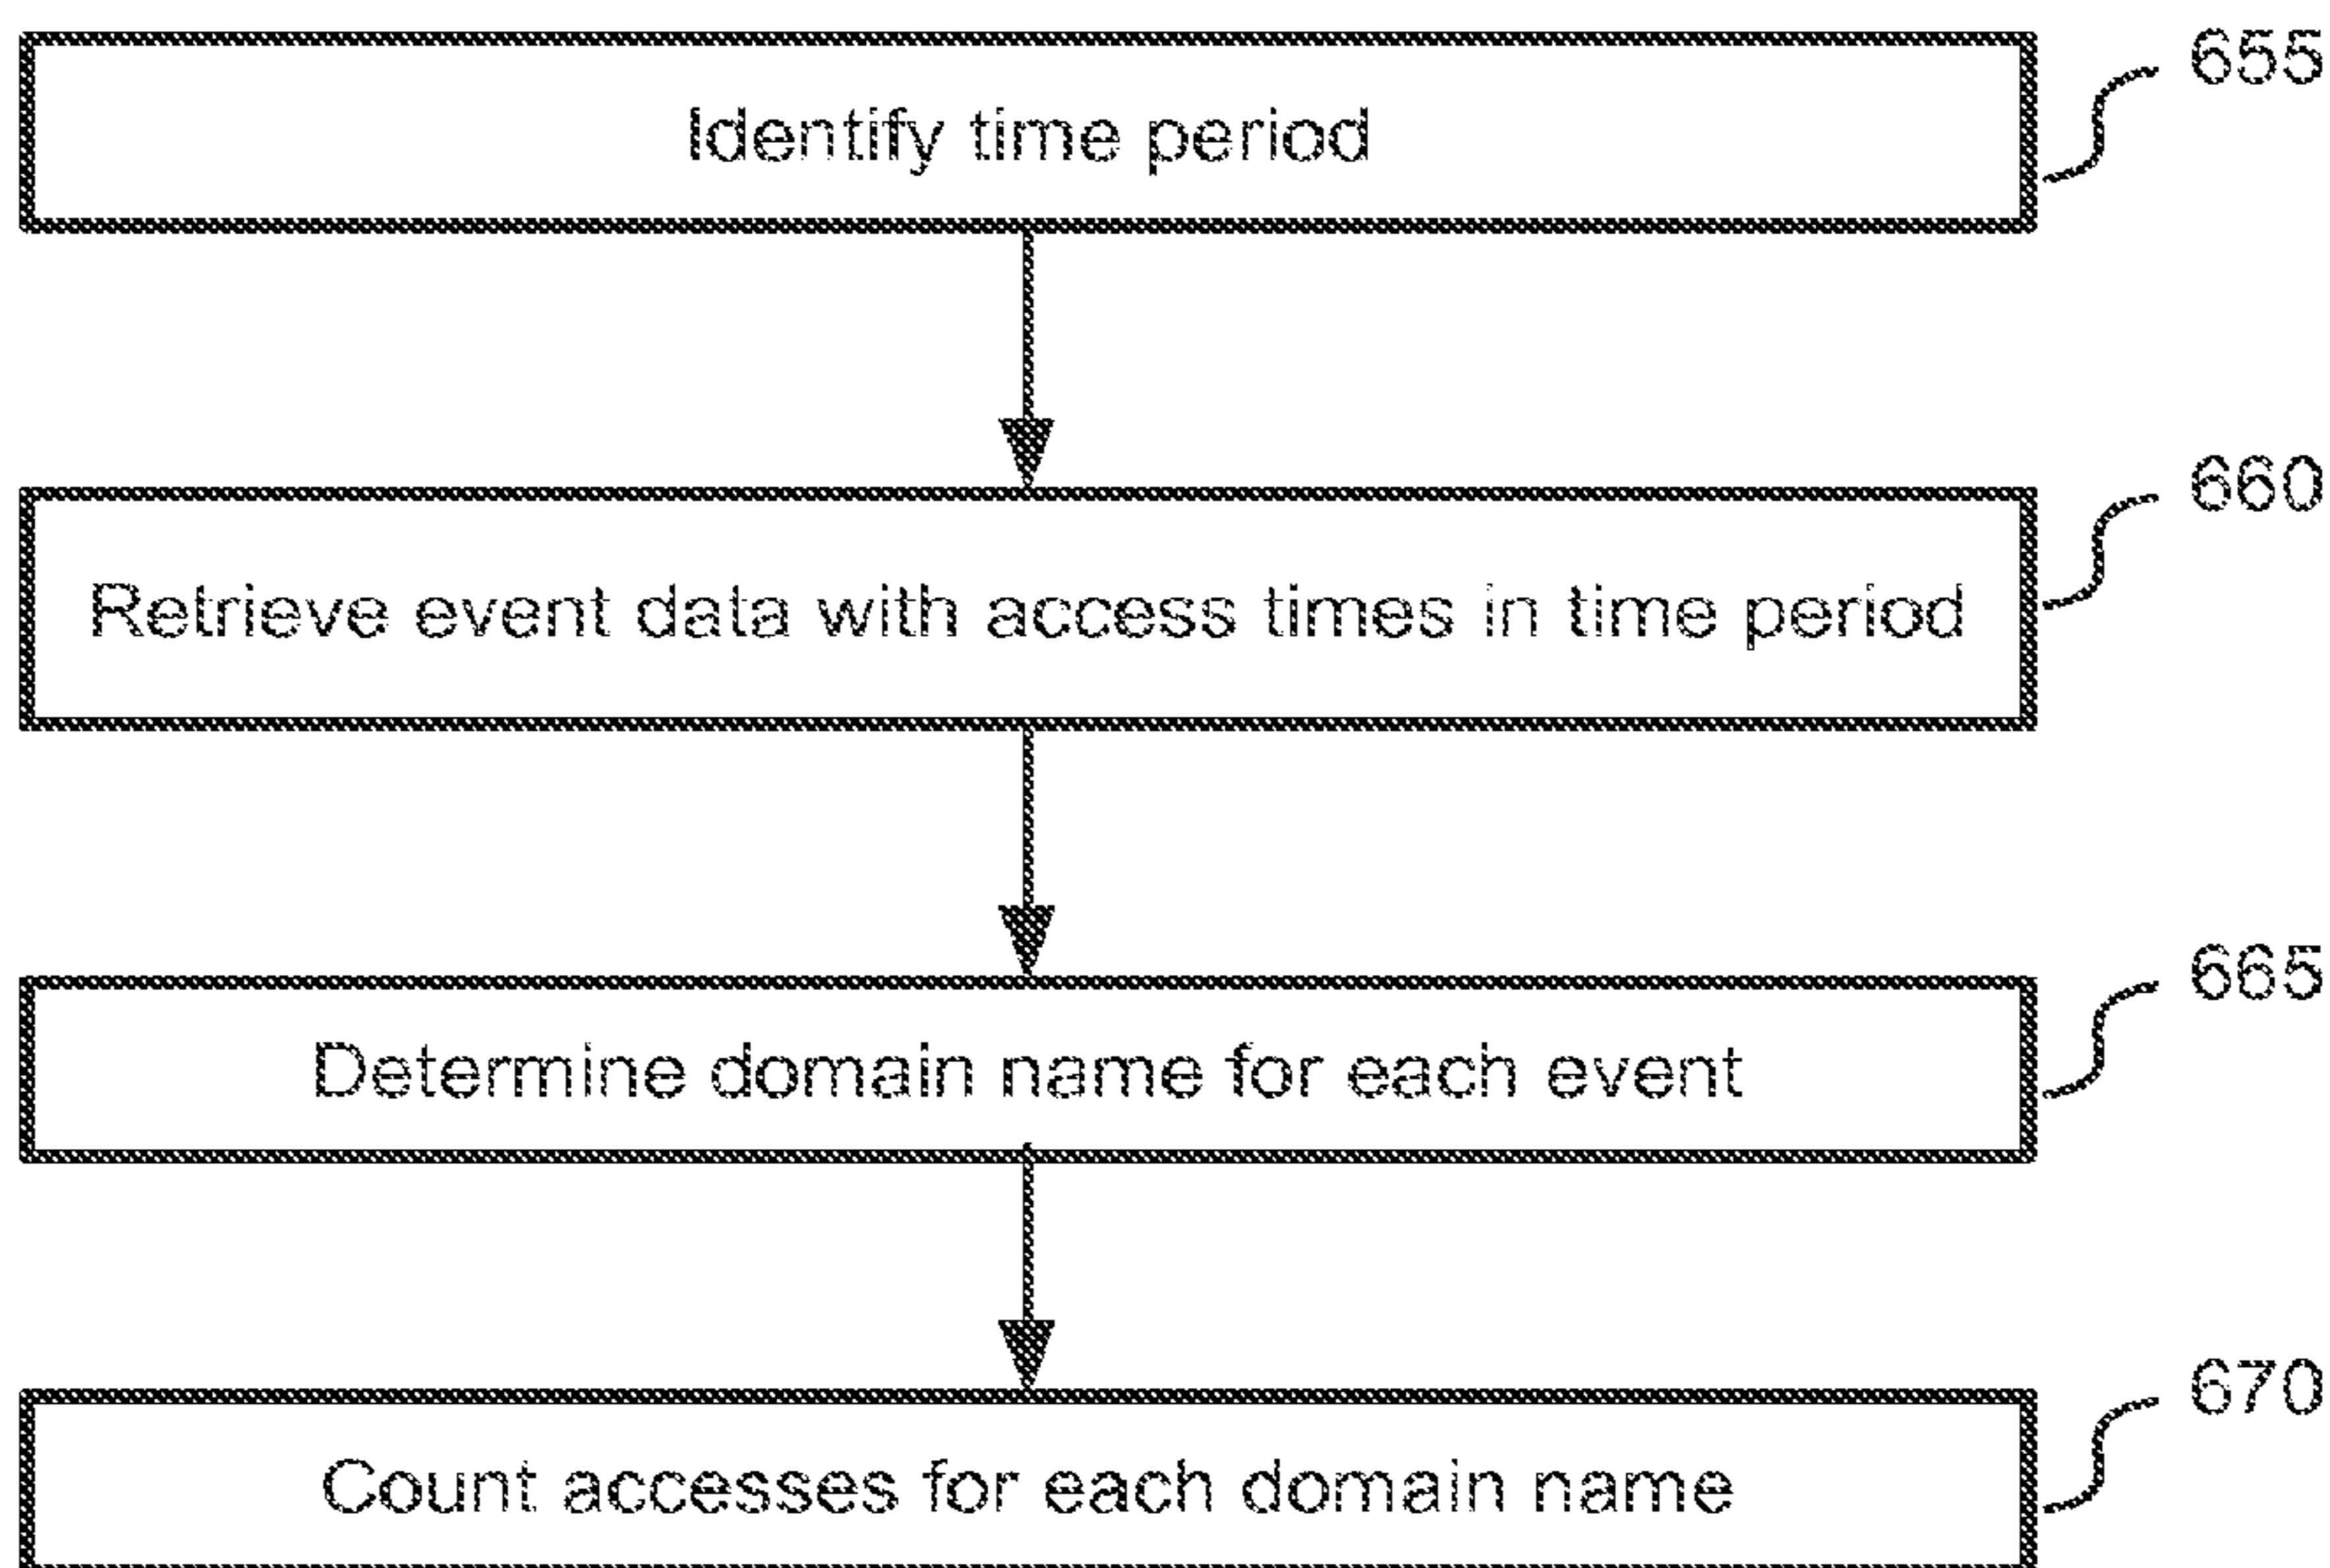 Identify time period
655
Retrieve event data with access times in time period
660
Determine domain name for each event
665
Count accesses for each domain name
670